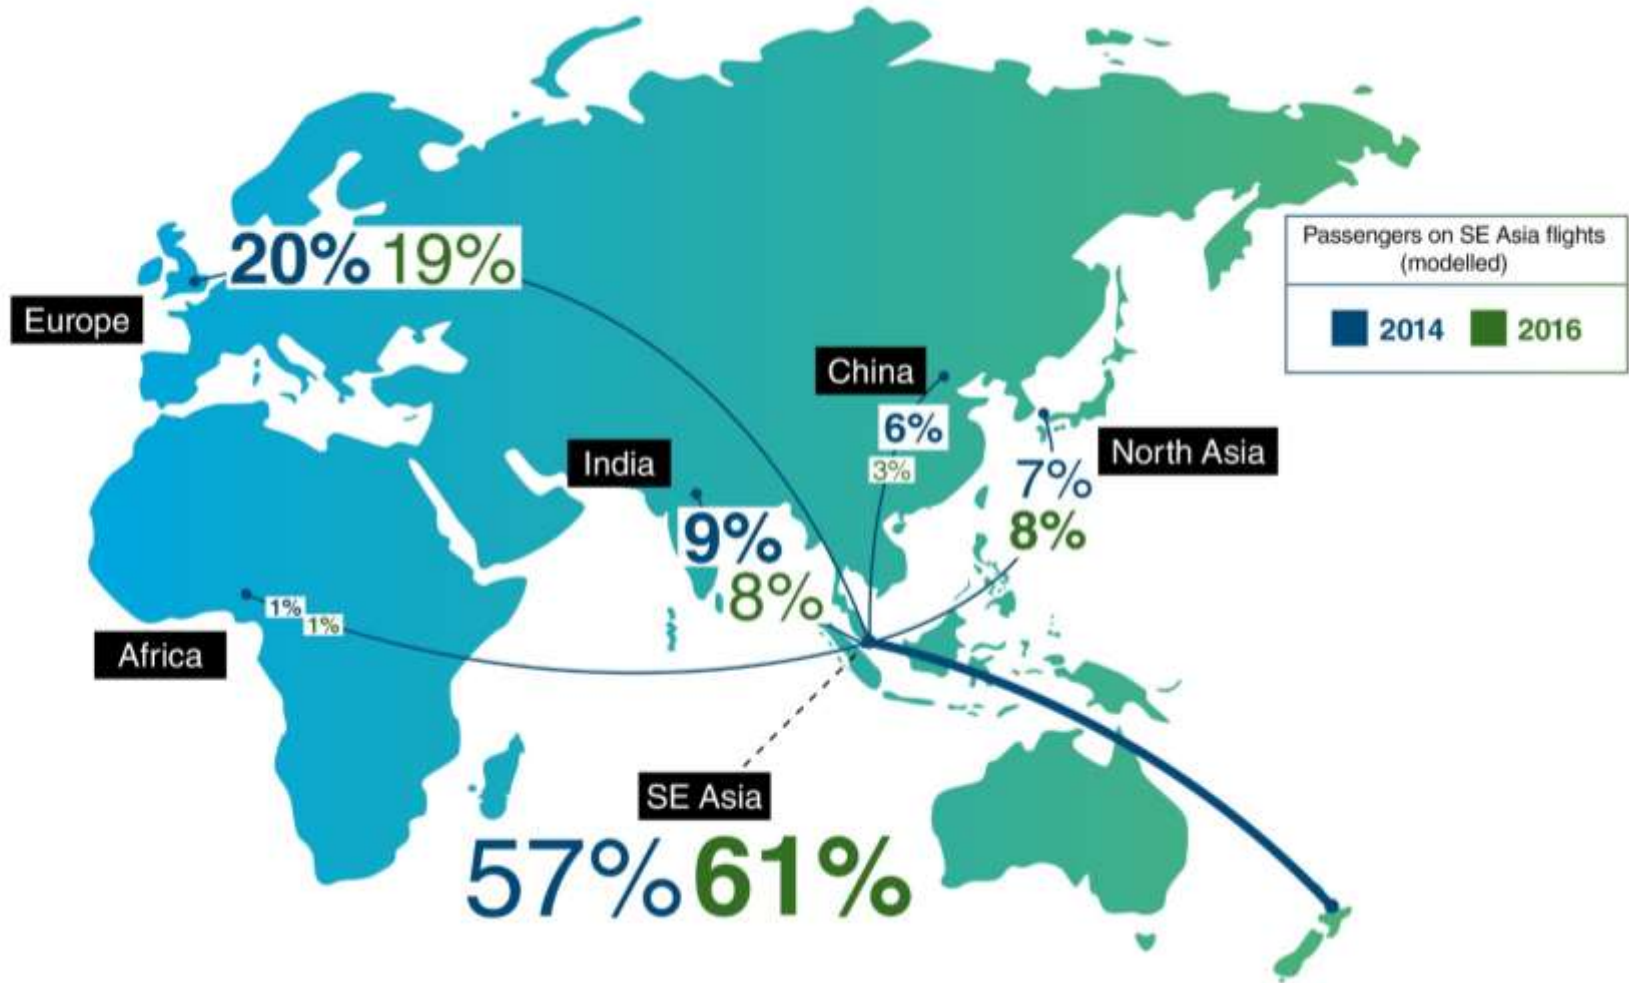 20% 19%
Passengers on SE Asia flights
(modelled)
2014 2016
Europe
China
6%
3%
North Asia
7%
8%
India
9%
8%
1%
1%
Africa
SE Asia
57% 61%